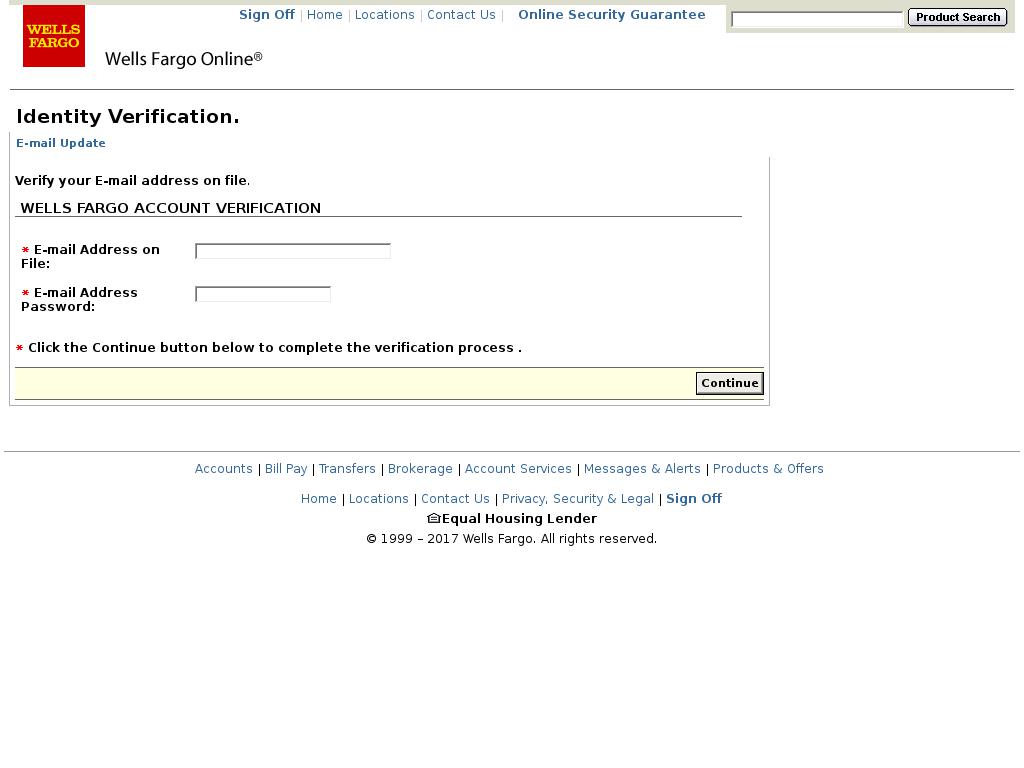 Sign Off | Home | Locations | Contact Us | Online Security Guarantee
Product Search
WELLS
FARGO
Wells Fargo Online®
Identity Verification.
E-mail Update
Verify your E-mail address on file.
WELLS FARGO ACCOUNT VERIFICATION
* E-mail Address on
File:
* E-mail Address
Password:
* Click the Continue button below to complete the verification process .
Continue
Accounts | Bill Pay | Transfers | Brokerage | Account Services | Messages & Alerts | Products & Offers
Home | Locations | Contact Us | Privacy, Security & Legal | Sign Off
Equal Housing Lender
© 1999 – 2017 Wells Fargo. All rights reserved.